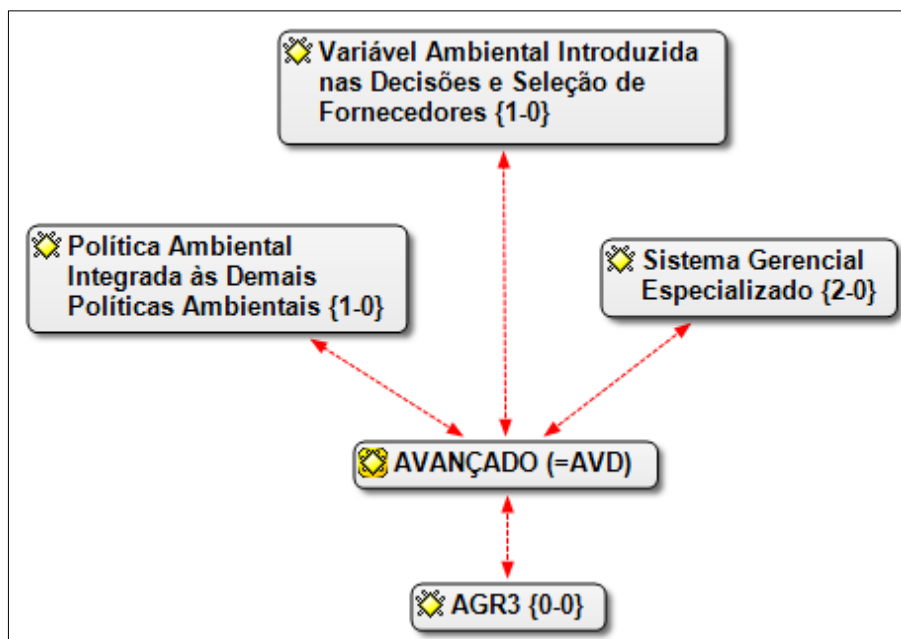 Variável Ambiental Introduzida
nas Decisões e Seleção de
Fornecedores {1-0}
Política Ambiental
Integrada às Demais
Políticas Ambientais {1-0}
Sistema Gerencial
Especializado {2-0}
AVANÇADO (=AVD)
AGR3 {0-0}